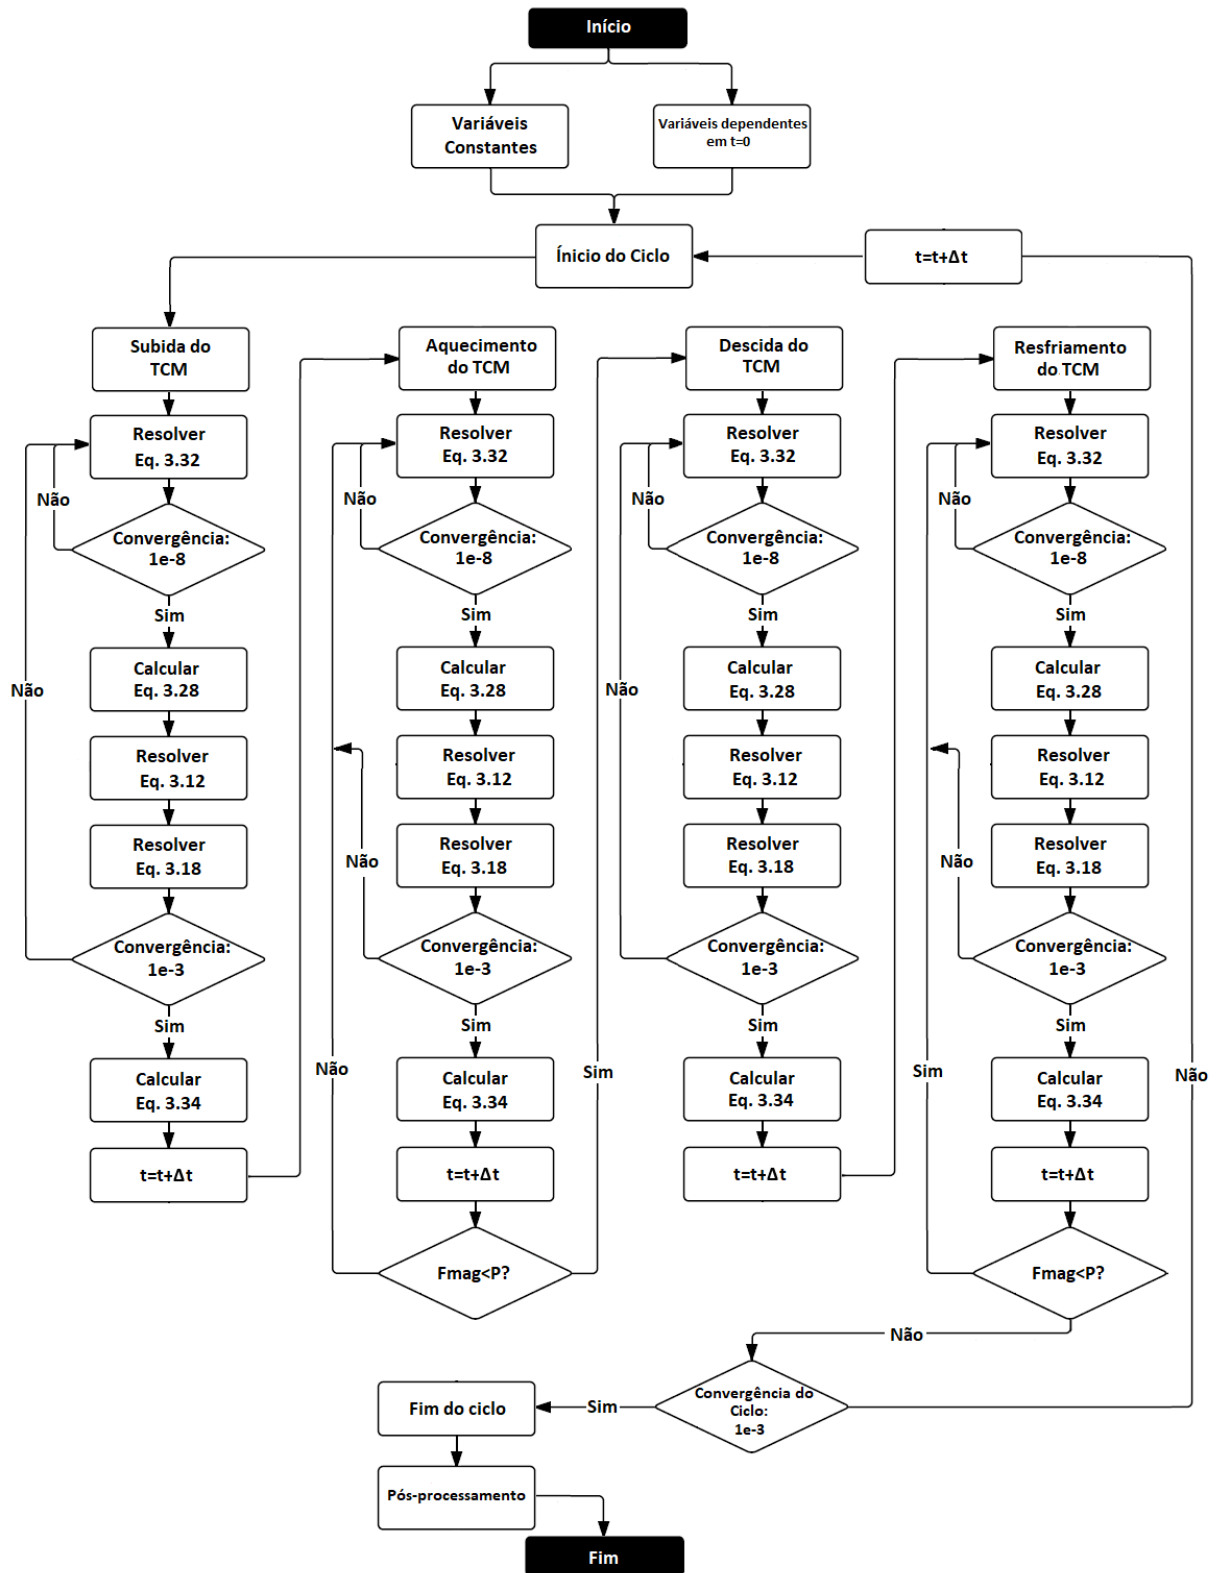 Início
Variáveis
Constantes
Variáveis dependentes
em t=0
Ínicio do Ciclo
t=t+Δt
Subida do
TCM
Resolver
Eq. 3.32
Não
Convergência:
1e-8
Sim
Calcular
Eq. 3.28
Não
Resolver
Eq. 3.12
Resolver
Eq. 3.18
Convergência:
1e-3
Sim
Calcular
Eq. 3.34
t=t+Δt
Aquecimento
do TCM
Resolver
Eq. 3.32
Não
Convergência:
1e-8
Sim
Calcular
Eq. 3.28
Resolver
Eq. 3.12
Resolver
Eq. 3.18
Não
Convergência:
1e-3
Sim
Não
Calcular
Eq. 3.34
t=t+Δt
Fmag<P?
Sim
Descida do
TCM
Resolver
Eq. 3.32
Não
Convergência:
1e-8
Sim
Calcular
Eq. 3.28
Não
Resolver
Eq. 3.12
Resolver
Eq. 3.18
Convergência:
1e-3
Sim
Calcular
Eq. 3.34
t=t+Δt
Resfriamento
do TCM
Resolver
Eq. 3.32
Não
Convergência:
1e-8
Sim
Calcular
Eq. 3.28
Resolver
Eq. 3.12
Resolver
Eq. 3.18
Não
Convergência:
1e-3
Sim
Sim
Calcular
Eq. 3.34
t=t+Δt
Fmag<P?
Não
Não
Convergência do
Ciclo:
1e-3
Sim
Fim do ciclo
Pós-processamento
Fim